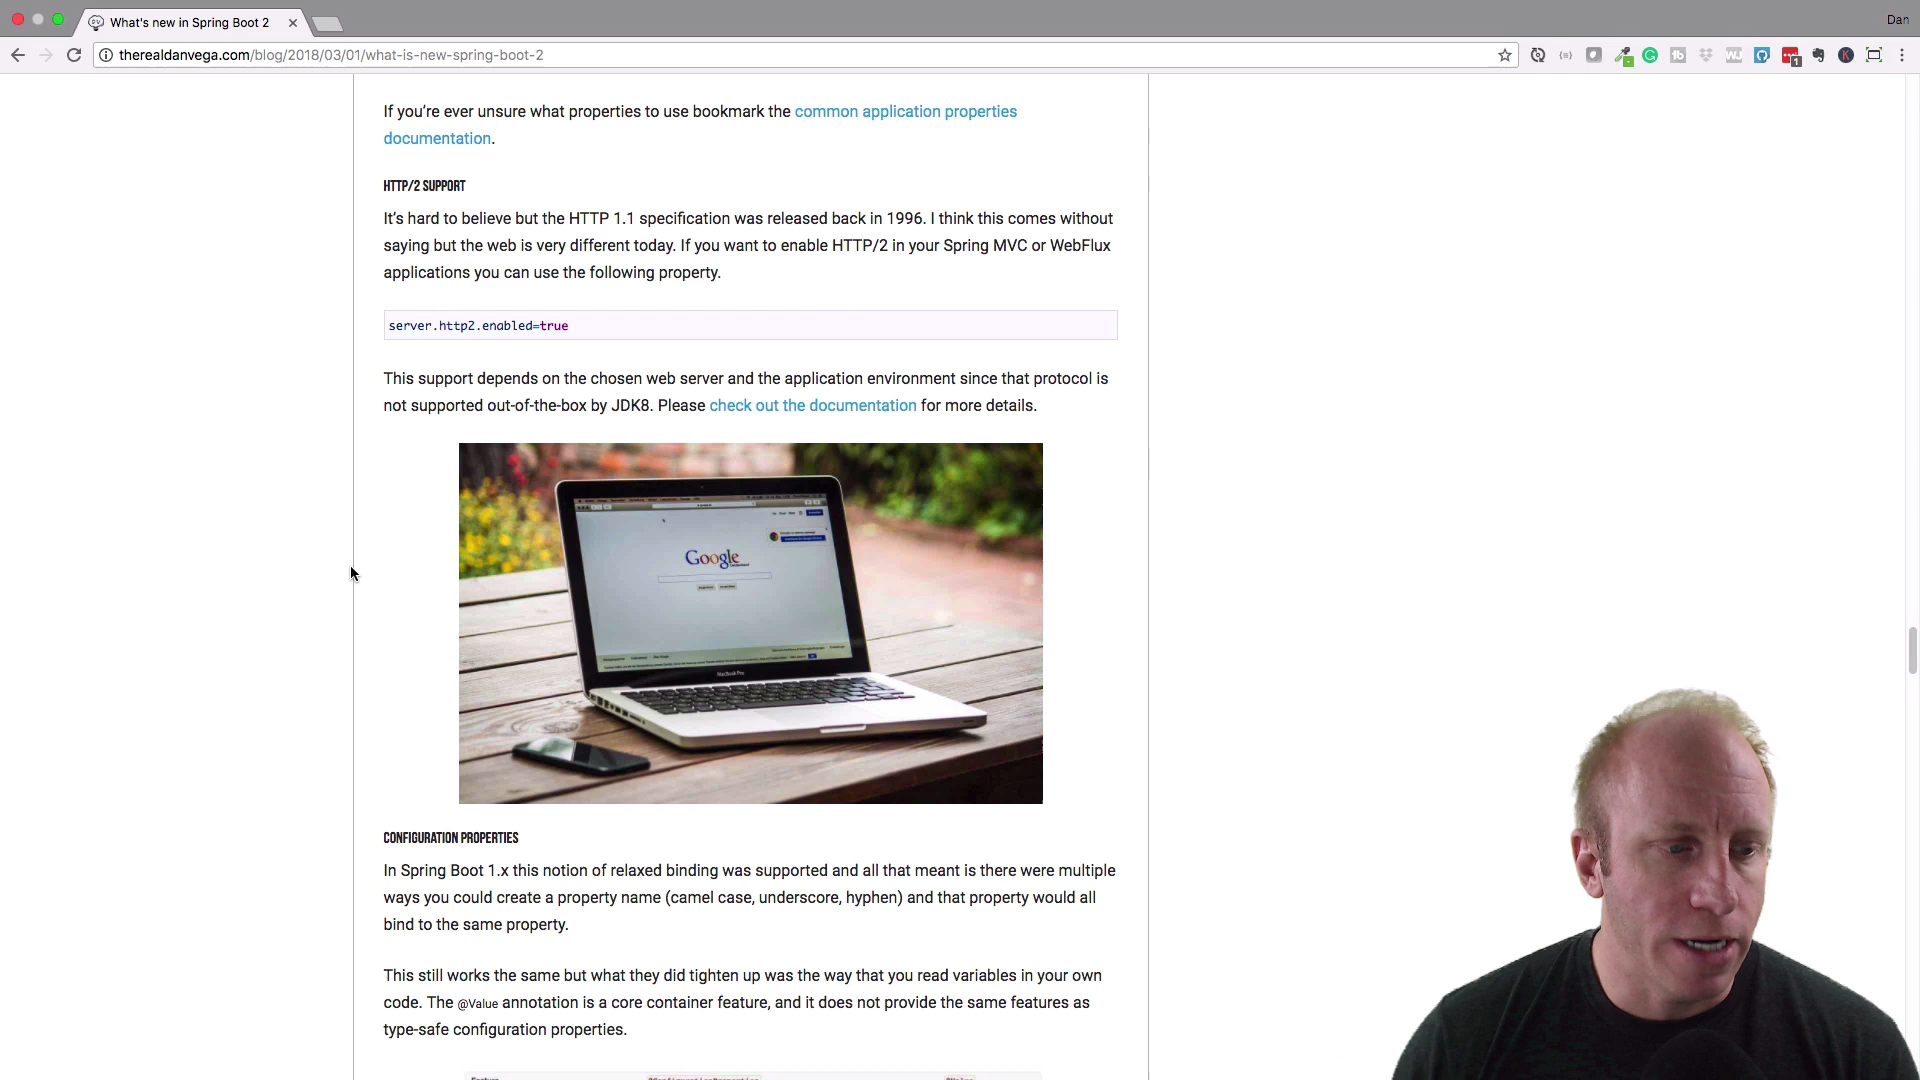 What's new in Spring Boot 2
Dan
therealdanvega.com/blog/2018/03/01/what-is-new-spring-boot-2
If you're ever unsure what properties to use bookmark the common application properties
documentation.
HTTP/2 SUPPORT
It's hard to believe but the HTTP 1.1 specification was released back in 1996. I think this comes without
saying but the web is very different today. If you want to enable HTTP/2 in your Spring MVC or WebFlux
applications you can use the following property.
server.http2.enabled=true
This support depends on the chosen web server and the application environment since that protocol is
not supported out-of-the-box by JDK8. Please check out the documentation for more details.
Google
MacBook Pro
CONFIGURATION PROPERTIES
In Spring Boot 1.x this notion of relaxed binding was supported and all that meant is there were multiple
ways you could create a property name (camel case, underscore, hyphen) and that property would all
bind to the same property.
This still works the same but what they did tighten up was the way that you read variables in your own
code. The @Value annotation is a core container feature, and it does not provide the same features as
type-safe configuration properties.